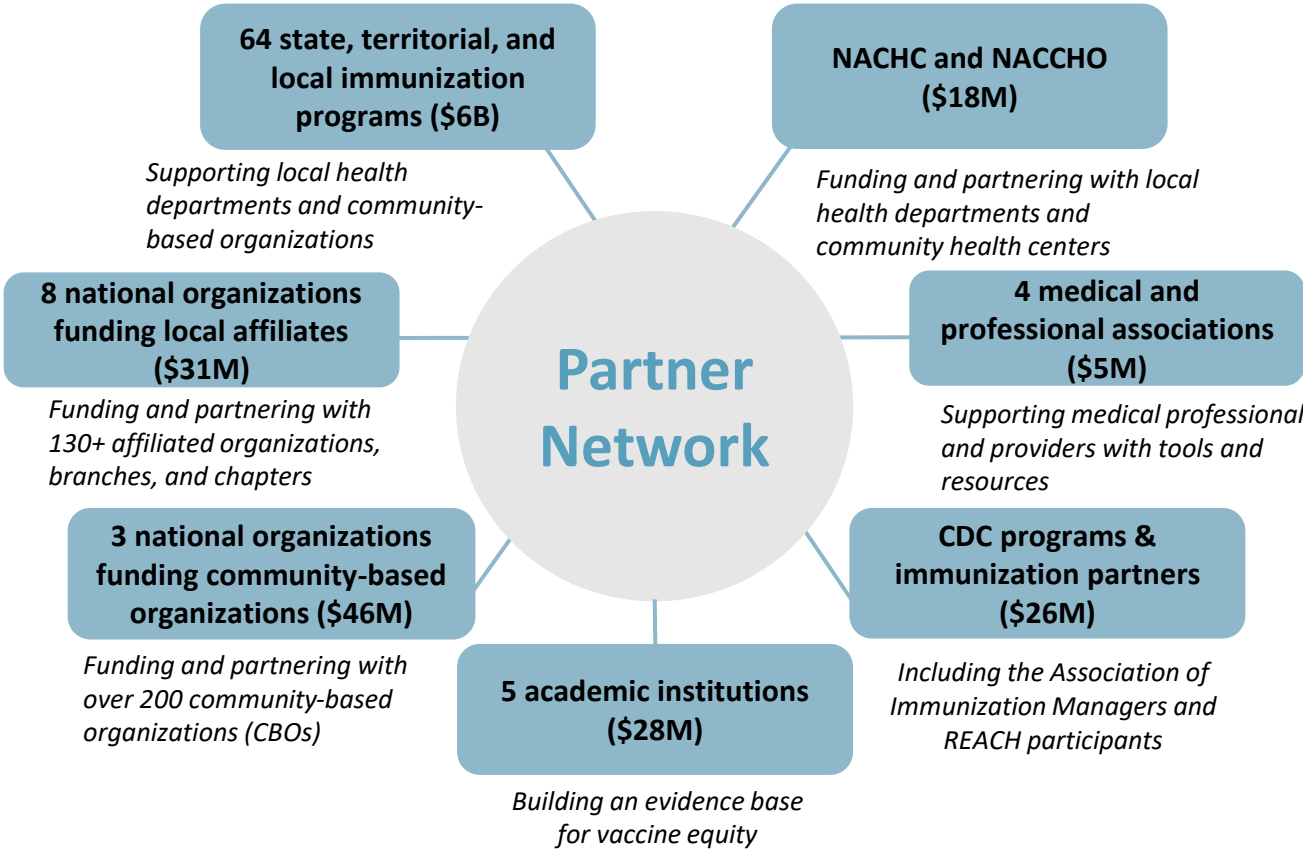 64 state, territorial, and
local immunization
programs ($6B)
Supporting local health
departments and community-
based organizations
NACHC and NACCHO
($18M)
Funding and partnering with local
health departments and
community health centers
8 national organizations
funding local affiliates
($31M)
Funding and partnering with
130+ affiliated organizations,
branches, and chapters
Partner
Network
4 medical and
professional associations
($5M)
Supporting medical professional
and providers with tools and
resources
3 national organizations
funding community-based
organizations ($46M)
Funding and partnering with
over 200 community-based
organizations (CBOs)
5 academic institutions
($28M)
Building an evidence base
for vaccine equity
CDC programs &
immunization partners
($26M)
Including the Association of
Immunization Managers and
REACH participants